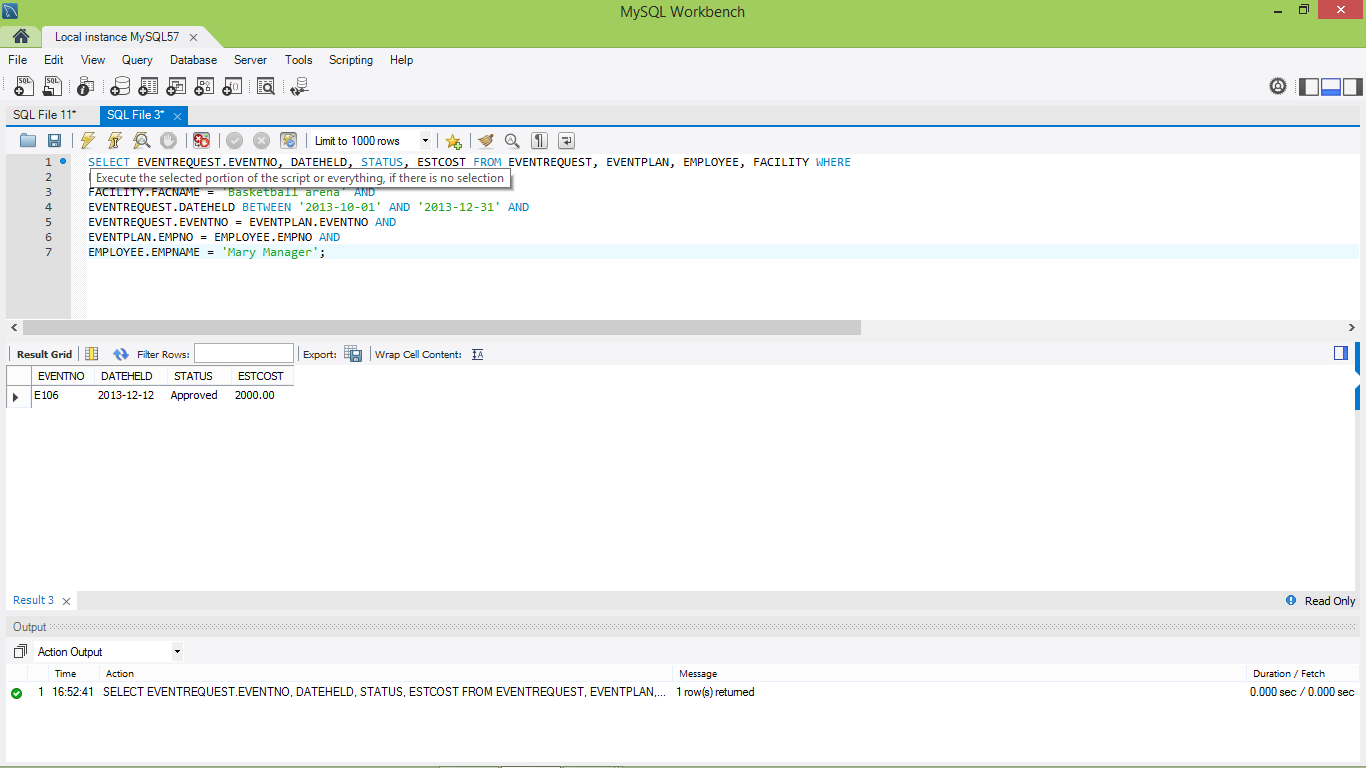 MySQL Workbench
Local instance MySQL57
File Edit View Query Database Server Tools Scripting Help
SQL File 11* SQL File 3*
Limit to 1000 rows
1 SELECT EVENTREQUEST.EVENTNO, DATEHELD, STATUS, ESTCOST FROM EVENTREQUEST, EVENTPLAN, EMPLOYEE, FACILITY WHERE
2
Execute the selected portion of the script or everything, if there is no selection
3 FACILITY.FACNAME = 'Basketball arena' AND
4 EVENTREQUEST.DATEHELD BETWEEN '2013-10-01' AND '2013-12-31' AND
5 EVENTREQUEST.EVENTNO = EVENTPLAN.EVENTNO AND
6 EVENTPLAN.EMPNO = EMPLOYEE.EMPNO AND
7 EMPLOYEE.EMPNAME = 'Mary Manager';
Result Grid Filter Rows: Export: Wrap Cell Content:
EVENTNO DATEHELD STATUS ESTCOST
E106 2013-12-12 Approved 2000.00
Result 3 Read Only
Output
Action Output
Time Action Message Duration / Fetch
1 16:52:41 SELECT EVENTREQUEST.EVENTNO, DATEHELD, STATUS, ESTCOST FROM EVENTREQUEST, EVENTPLAN,... 1 row(s) returned 0.000 sec / 0.000 sec